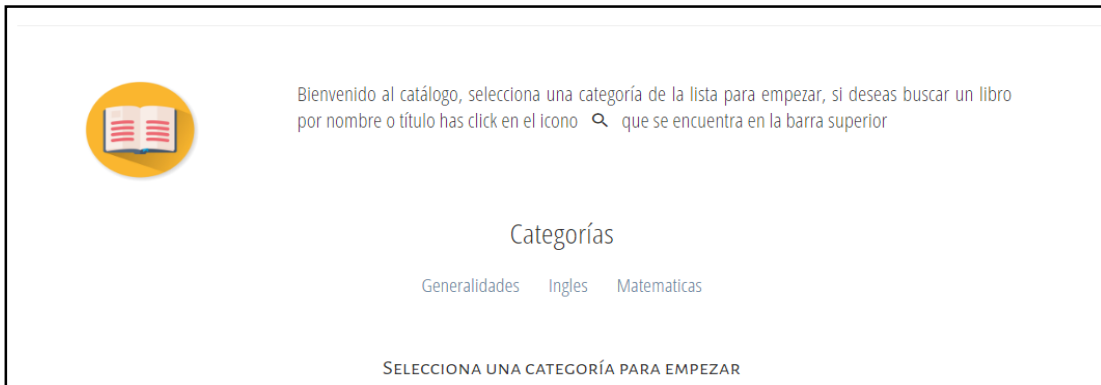 Bienvenido al catálogo, selecciona una categoría de la lista para empezar, si deseas buscar un libro
por nombre o título has click en el icono que se encuentra en la barra superior
Categorías
Generalidades Ingles Matematicas
Selecciona una categoría para empezar